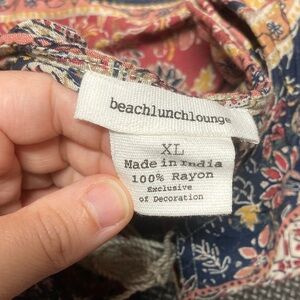 beachlunchlounge
XL
Made in India
100% Rayon
Exclusive
of Decoration